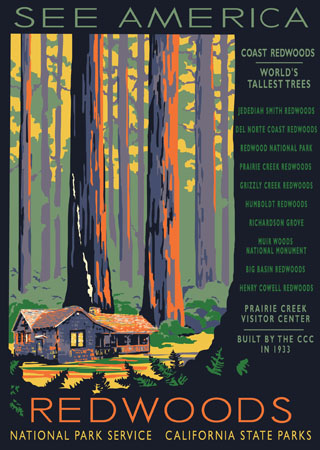 SEE AMERICA
COAST REDWOODS
WORLD'S
TALLEST TREES
JEDEDIAH SMITH REDWOODS
DEL NORTE COAST REDWOODS
REDWOOD NATIONAL PARK
PRAIRIE CREEK REDWOODS
GRIZZLY CREEK REDWOODS
HUMBOLDT REDWOODS
RICHARDSON GROVE
MUIR WOODS
NATIONAL MONUMENT
BIG BASIN REDWOODS
HENRY COWELL REDWOODS
PRAIRIE CREEK
VISITOR CENTER
BUILT BY THE CCC
IN 1933
REDWOODS
NATIONAL PARK SERVICE CALIFORNIA STATE PARKS